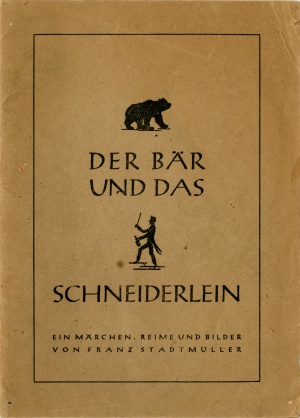 DER BÄR
UND DAS
SCHNEIDERLEIN
EIN MÄRCHEN. REIME UND BILDER
VON FRANZ STADTMÜLLER